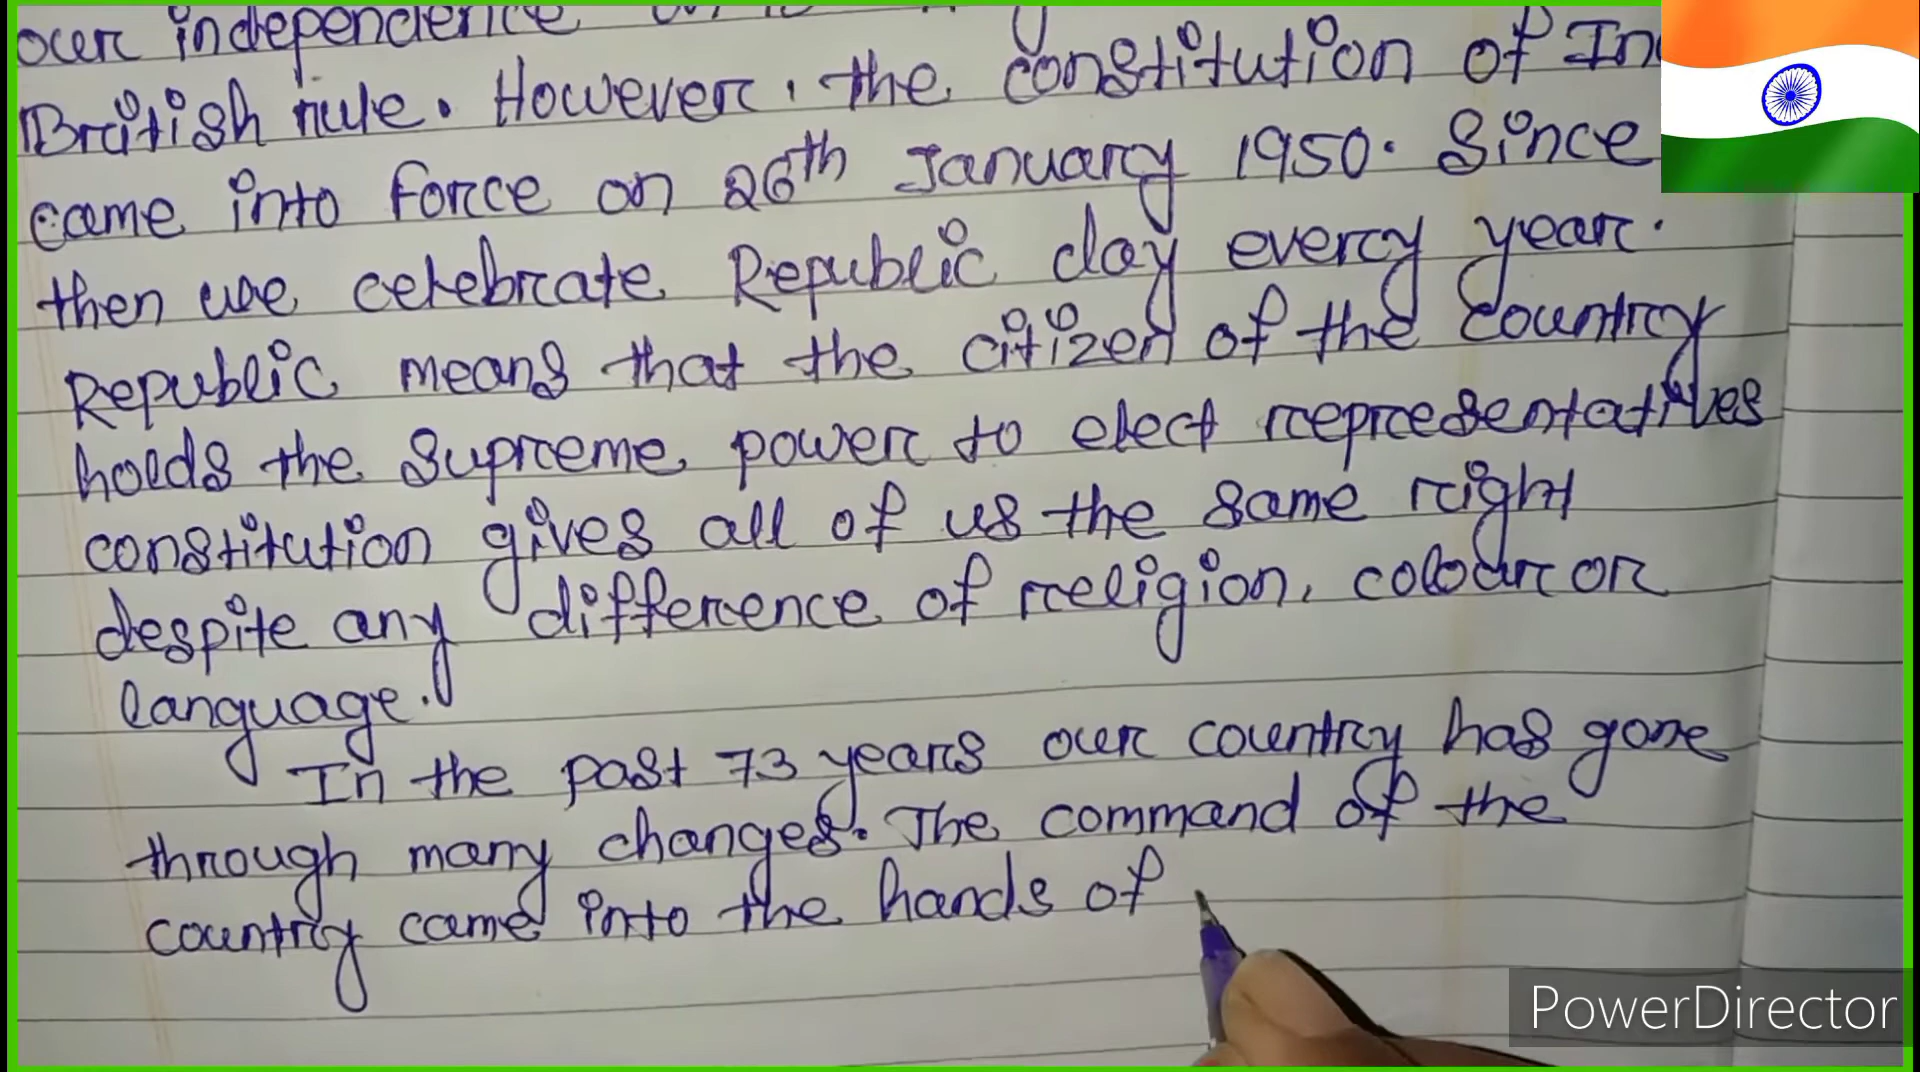 our independence
British rule. However, the constitution of
came into force on 26th January 1950. Since
then we celebrate Republic day every year.
Republic means that the citizen of the country
holds the supreme power to elect representatives
constitution gives all of us the same right
despite any difference of religion, colour or
language.
In the past 73 years our country has gone
through many changes. The command of the
country came into the hands of
PowerDirector